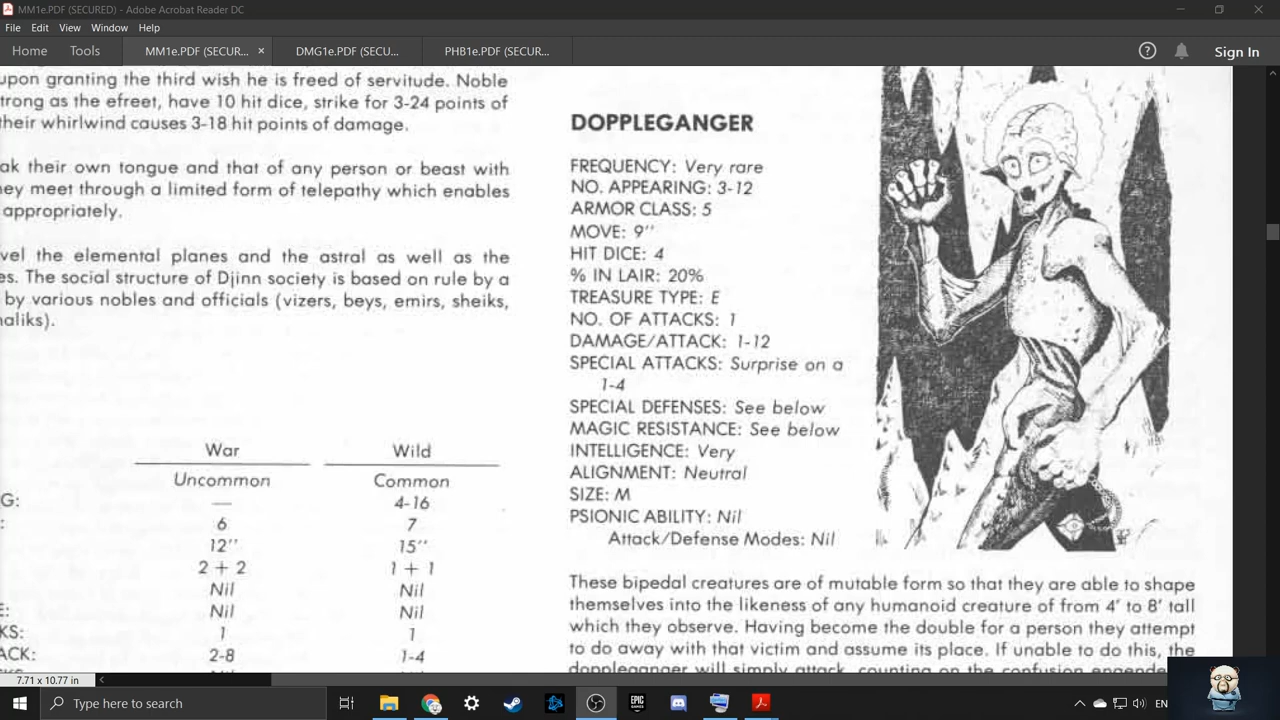 MM1e.PDF (SECURED) - Adobe Acrobat Reader DC
File Edit View Window Help
Home Tools MM1e.PDF (SECUR... × DMG1e.PDF (SECU... PHB1e.PDF (SECUR... Sign In
upon granting the third wish he is freed of servitude. Noble
trong as the efreet, have 10 hit dice, strike for 3-24 points of
their whirlwind causes 3-18 hit points of damage.
ak their own tongue and that of any person or beast with
hey meet through a limited form of telepathy which enables
appropriately.
vel the elemental planes and the astral as well as the
es. The social structure of Djinn society is based on rule by a
by various nobles and officials (vizers, beys, emirs, sheiks,
naliks).
War Wild
Uncommon Common
G: — 4-16
: 6 7
12" 15"
2 + 2 1 + 1
Nil Nil
E: Nil Nil
KS: 1 1
ACK: 2-8 1-4
DOPPLEGANGER
FREQUENCY: Very rare
NO. APPEARING: 3-12
ARMOR CLASS: 5
MOVE: 9"
HIT DICE: 4
% IN LAIR: 20%
TREASURE TYPE: E
NO. OF ATTACKS: 1
DAMAGE/ATTACK: 1-12
SPECIAL ATTACKS: Surprise on a
1-4
SPECIAL DEFENSES: See below
MAGIC RESISTANCE: See below
INTELLIGENCE: Very
ALIGNMENT: Neutral
SIZE: M
PSIONIC ABILITY: Nil
Attack/Defense Modes: Nil
These bipedal creatures are of mutable form so that they are able to shape
themselves into the likeness of any humanoid creature of from 4' to 8' tall
which they observe. Having become the double for a person they attempt
to do away with that victim and assume its place. If unable to do this, the
doppleganger will simply attack, counting on the confusion
7.71 x 10.77 in
Type here to search
EPIC GAMES
EN